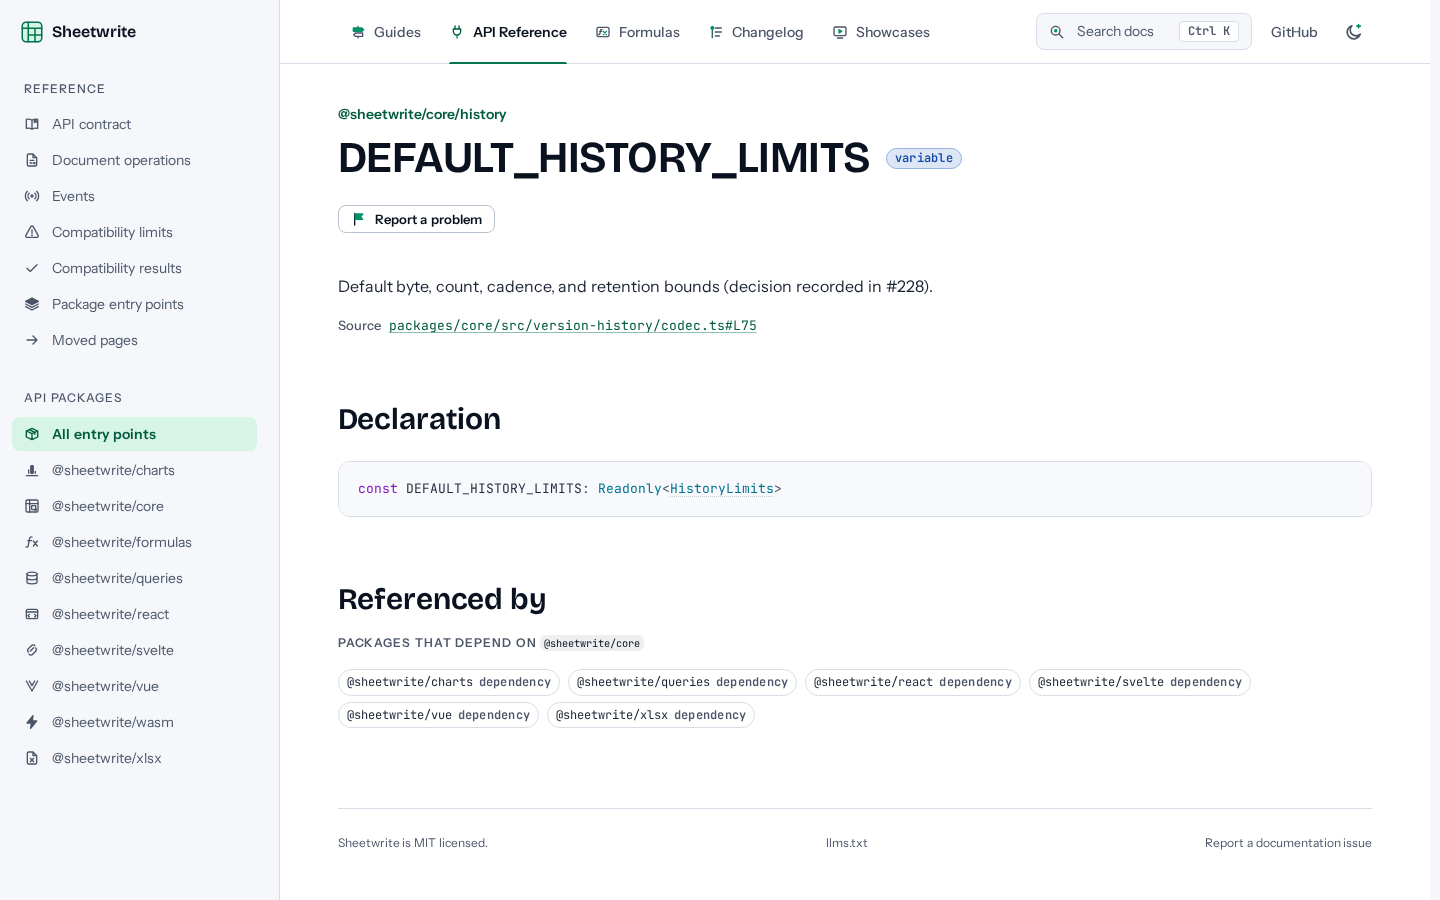 Sheetwrite
Guides
API Reference
Formulas
Changelog
Showcases
Search docs
Ctrl K
GitHub
REFERENCE
API contract
Document operations
Events
Compatibility limits
Compatibility results
Package entry points
Moved pages
API PACKAGES
All entry points
@sheetwrite/charts
@sheetwrite/core
@sheetwrite/formulas
@sheetwrite/queries
@sheetwrite/react
@sheetwrite/svelte
@sheetwrite/vue
@sheetwrite/wasm
@sheetwrite/xlsx
@sheetwrite/core/history
DEFAULT_HISTORY_LIMITS variable
Report a problem
Default byte, count, cadence, and retention bounds (decision recorded in #228).
Source packages/core/src/version-history/codec.ts#L75
Declaration
const DEFAULT_HISTORY_LIMITS: Readonly<HistoryLimits>
Referenced by
PACKAGES THAT DEPEND ON @sheetwrite/core
@sheetwrite/charts dependency @sheetwrite/queries dependency @sheetwrite/react dependency @sheetwrite/svelte dependency
@sheetwrite/vue dependency @sheetwrite/xlsx dependency
Sheetwrite is MIT licensed. llms.txt Report a documentation issue